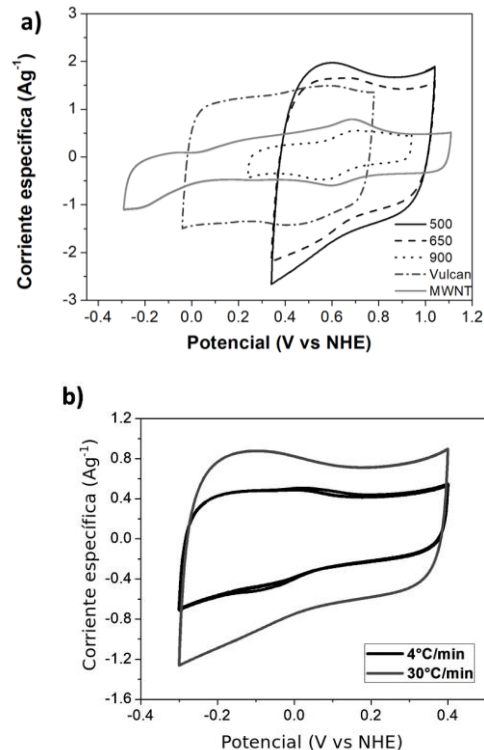 a)
Corriente específica (Ag⁻¹)
3
2
1
0
-1
-2
-3
500
650
900
Vulcan
MWNT
-0.4 -0.2 0.0 0.2 0.4 0.6 0.8 1.0 1.2
Potencial (V vs NHE)
b)
Corriente específica (Ag⁻¹)
1.2
0.8
0.4
0.0
-0.4
-0.8
-1.2
-1.6
4°C/min
30°C/min
-0.4 -0.2 0.0 0.2 0.4
Potencial (V vs NHE)